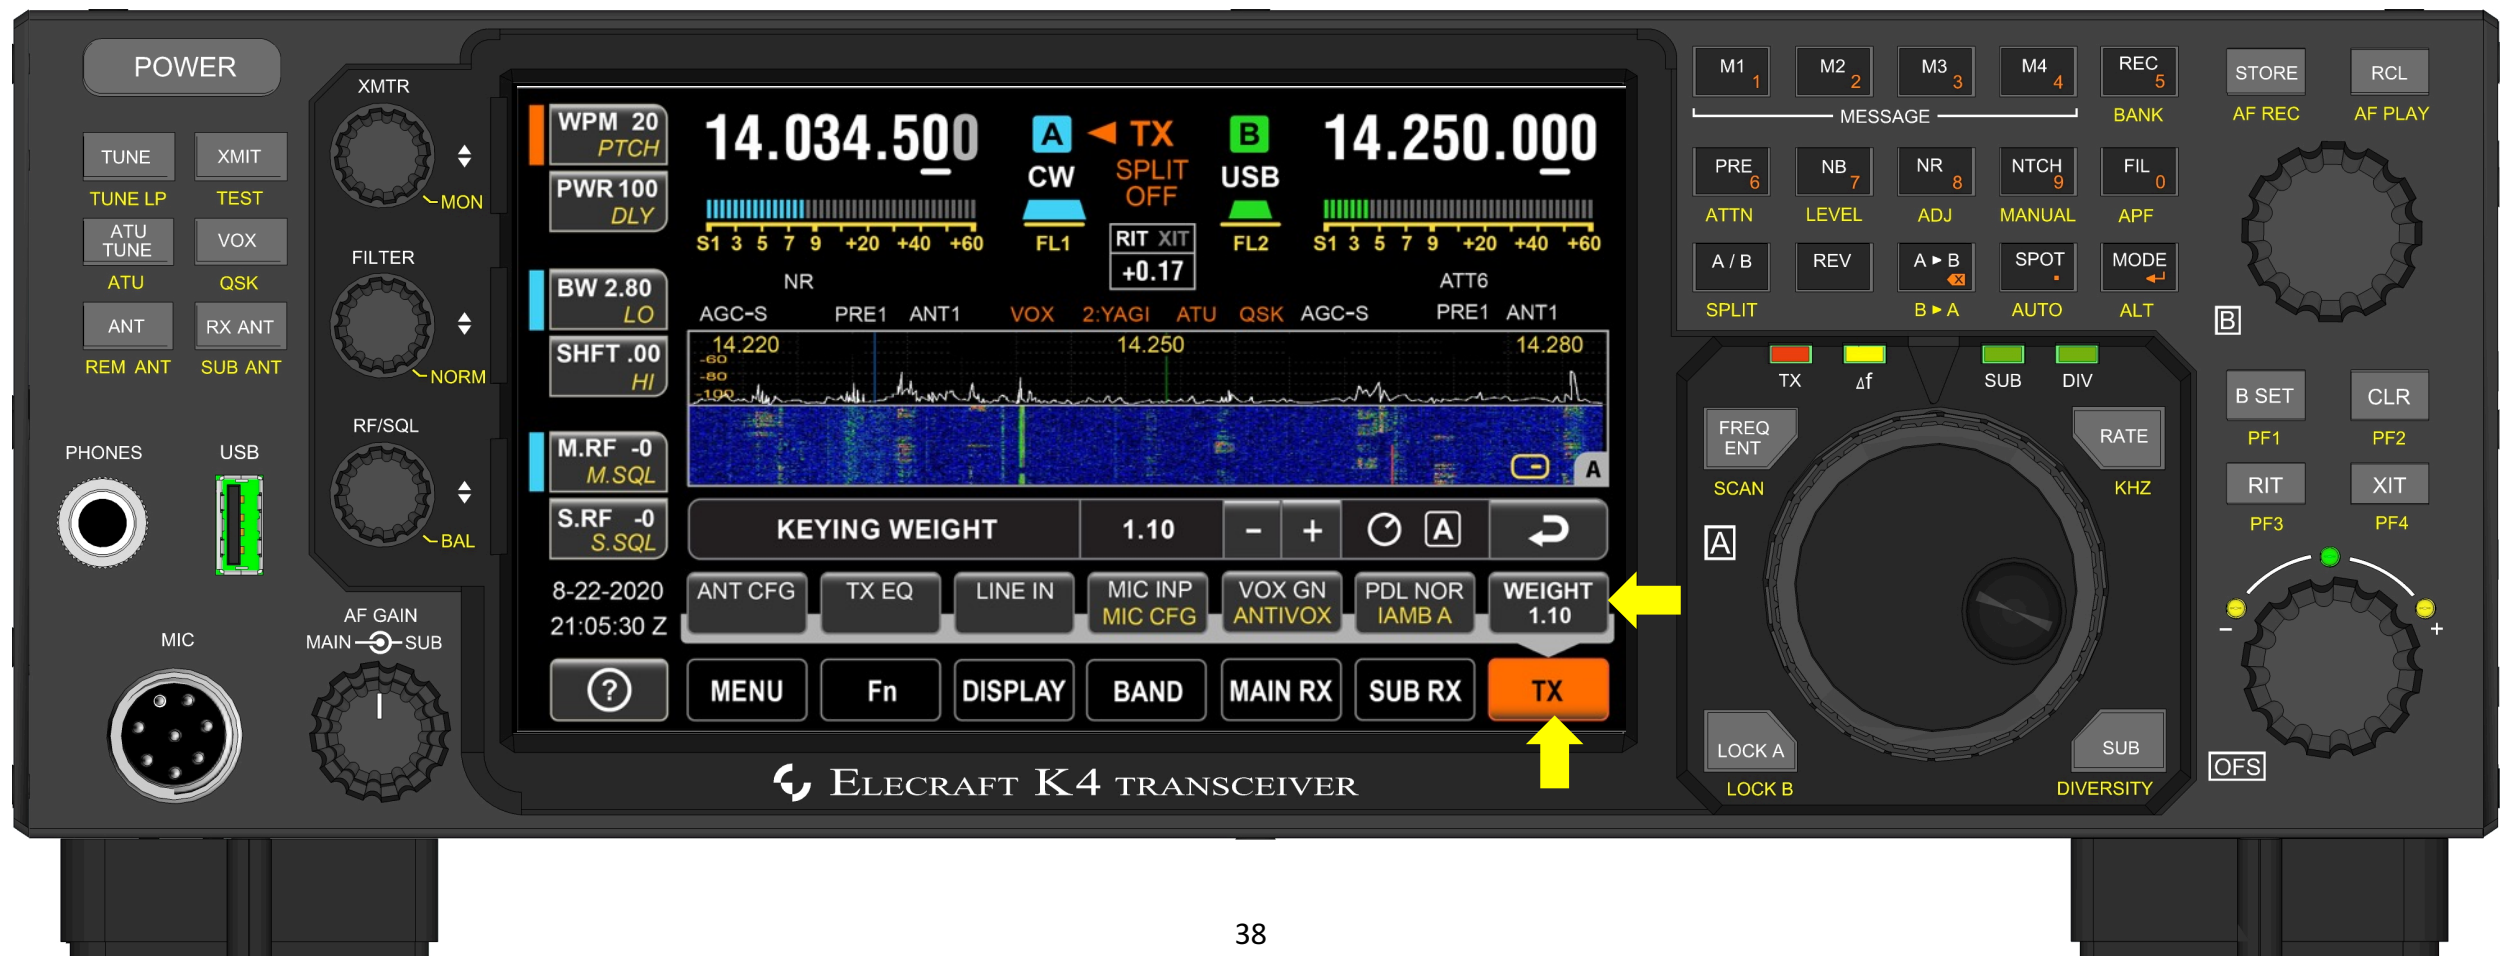 POWER
TUNE
XMIT
TUNE LP
TEST
ATU
TUNE
VOX
ATU
QSK
ANT
RX ANT
REM ANT
SUB ANT
PHONES
USB
MIC
XMTR
MON
FILTER
NORM
RF/SQL
BAL
AF GAIN
MAIN
SUB
WPM 20
PTCH
PWR 100
DLY
BW 2.80
LO
SHFT .00
HI
M.RF -0
M.SQL
S.RF -0
S.SQL
8-22-2020
21:05:30 Z
?
14.034.500
A
TX
B
14.250.000
CW
SPLIT
OFF
USB
S1 3 5 7 9 +20 +40 +60
FL1
RIT XIT
+0.17
FL2
S1 3 5 7 9 +20 +40 +60
NR
ATT6
AGC-S PRE1 ANT1 VOX 2:YAGI ATU QSK AGC-S PRE1 ANT1
14.220 14.250 14.280
-60
-80
-100
A
KEYING WEIGHT 1.10 - + A
ANT CFG
TX EQ
LINE IN
MIC INP
MIC CFG
VOX GN
ANTIVOX
PDL NOR
IAMB A
WEIGHT
1.10
MENU
Fn
DISPLAY
BAND
MAIN RX
SUB RX
TX
ELECRAFT K4 TRANSCEIVER
M1 1
M2 2
M3 3
M4 4
REC 5
MESSAGE
BANK
PRE 6
NB 7
NR 8
NTCH 9
FIL 0
ATTN
LEVEL
ADJ
MANUAL
APF
A / B
REV
A ► B
SPOT .
MODE
SPLIT
B ► A
AUTO
ALT
TX
Δf
SUB
DIV
FREQ
ENT
RATE
SCAN
KHZ
A
LOCK A
SUB
LOCK B
DIVERSITY
STORE
RCL
AF REC
AF PLAY
B
B SET
CLR
PF1
PF2
RIT
XIT
PF3
PF4
-
+
OFS
38